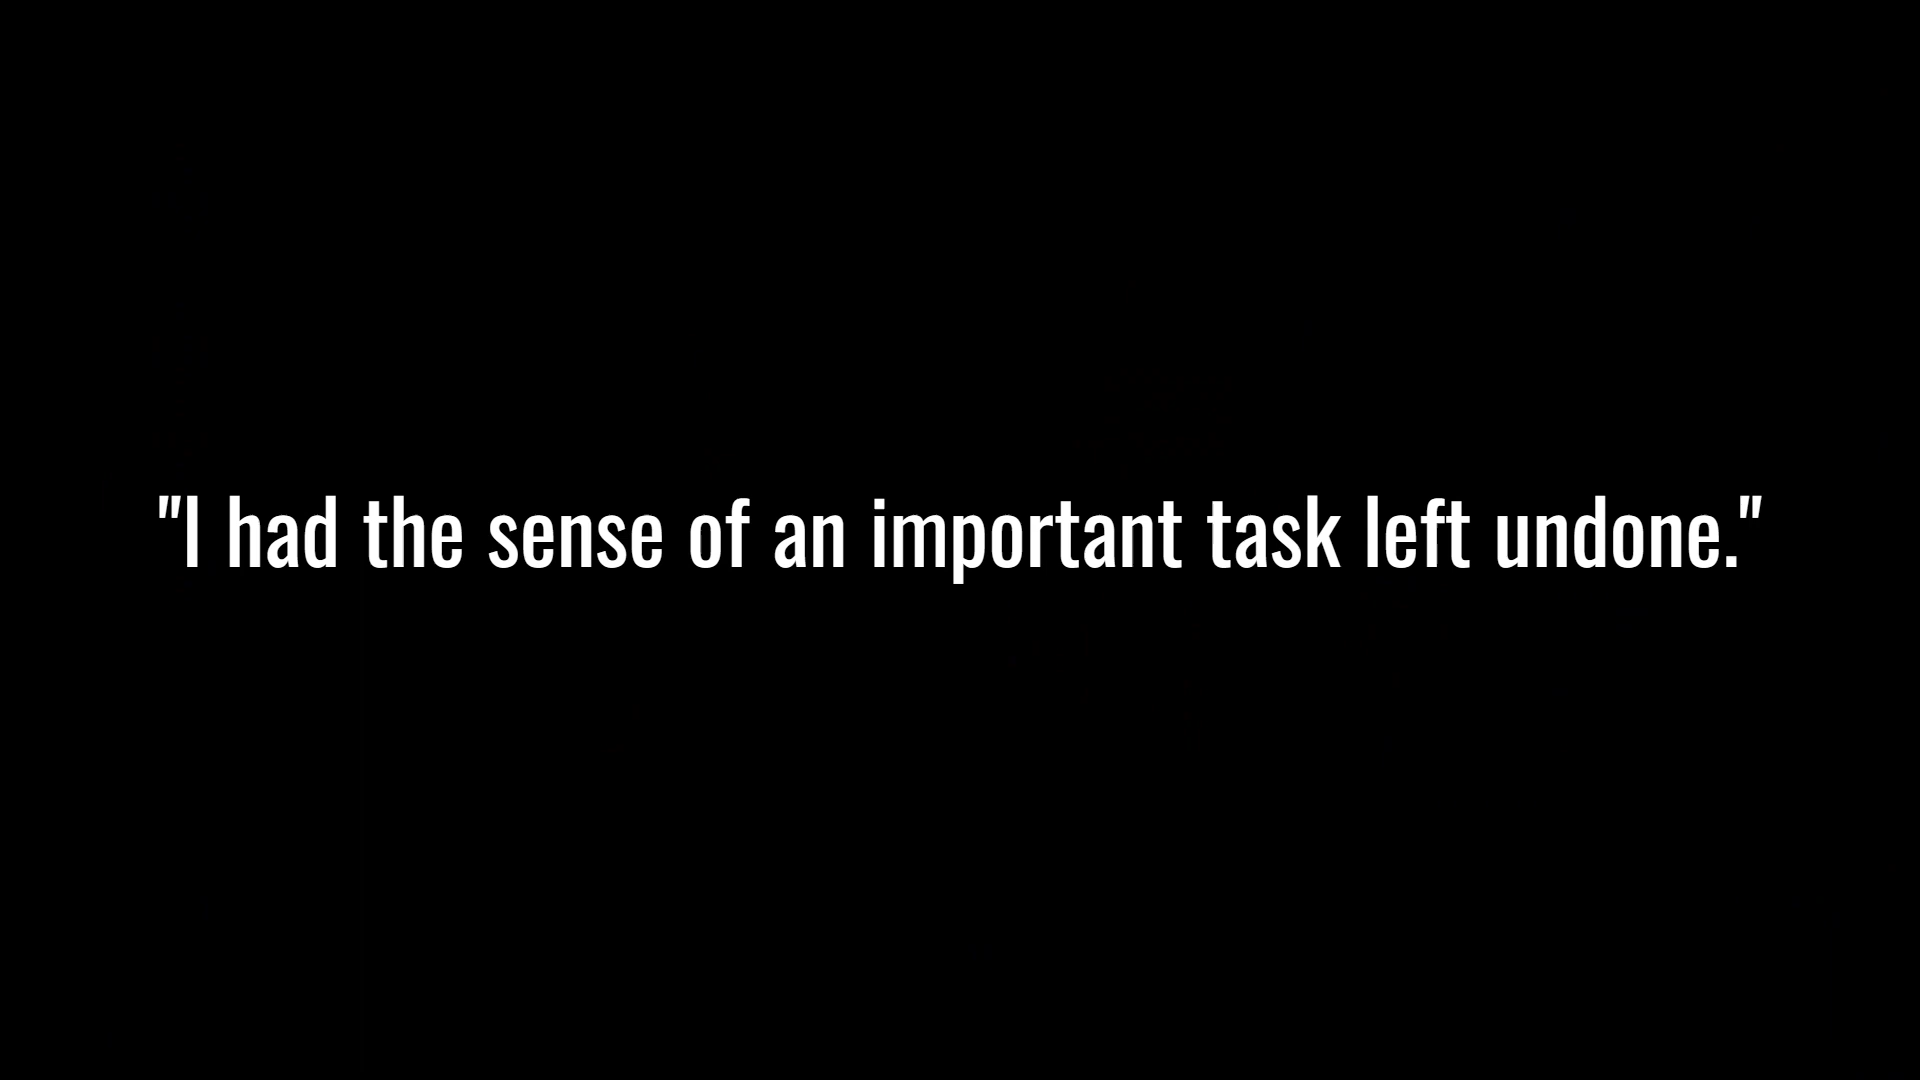 "I had the sense of an important task left undone."